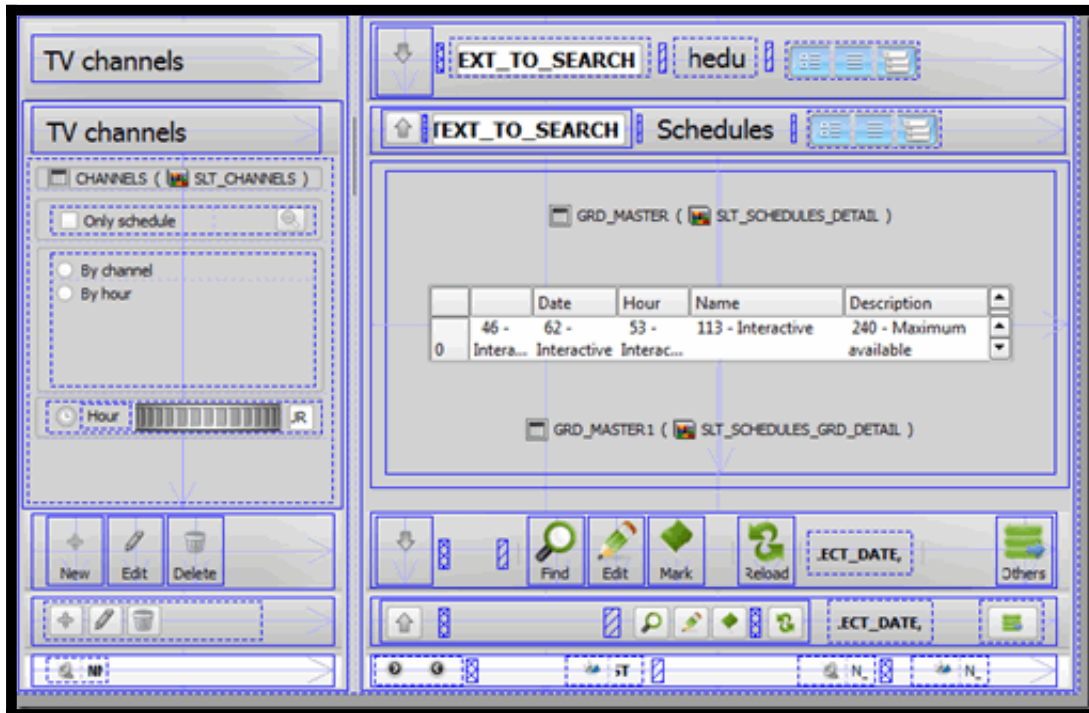 TV channels
EXT_TO_SEARCH
hedu
TV channels
TEXT_TO_SEARCH
Schedules
CHANNELS ( SLT_CHANNELS )
Only schedule
By channel
By hour
Hour
JR
GRD_MASTER ( SLT_SCHEDULES_DETAIL )
Date Hour Name Description
46 - 62 - 53 - 113 - Interactive 240 - Maximum
0 Intera... Interactive Interac... available
GRD_MASTER1 ( SLT_SCHEDULES_GRD_DETAIL )
New Edit Delete
Find Edit Mark Reload .ECT_DATE, Others
.ECT_DATE,
N_ N_